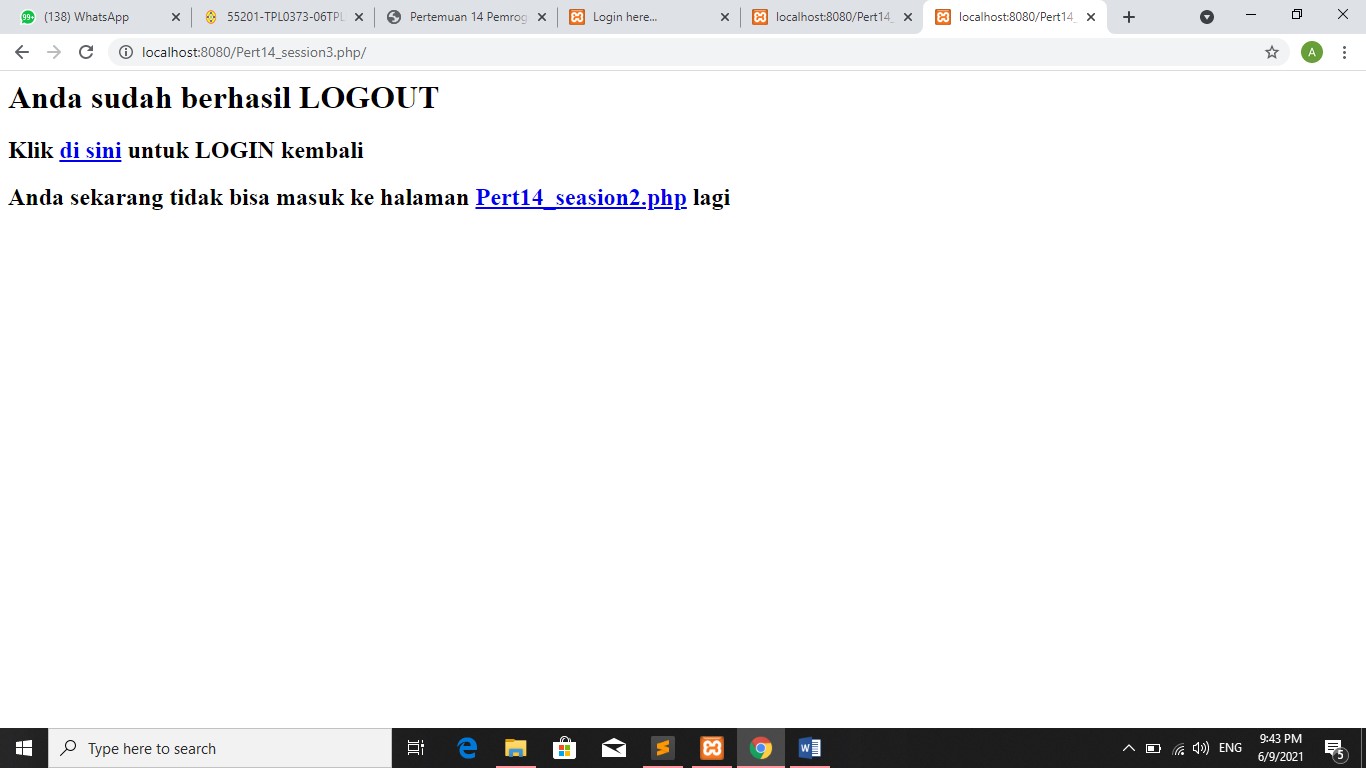 99+ (138) WhatsApp
55201-TPL0373-06TPL
Pertemuan 14 Pemrog
Login here...
localhost:8080/Pert14_
localhost:8080/Pert14_
localhost:8080/Pert14_session3.php/
A
Anda sudah berhasil LOGOUT
Klik di sini untuk LOGIN kembali
Anda sekarang tidak bisa masuk ke halaman Pert14_seasion2.php lagi
Type here to search
ENG
9:43 PM
6/9/2021
5